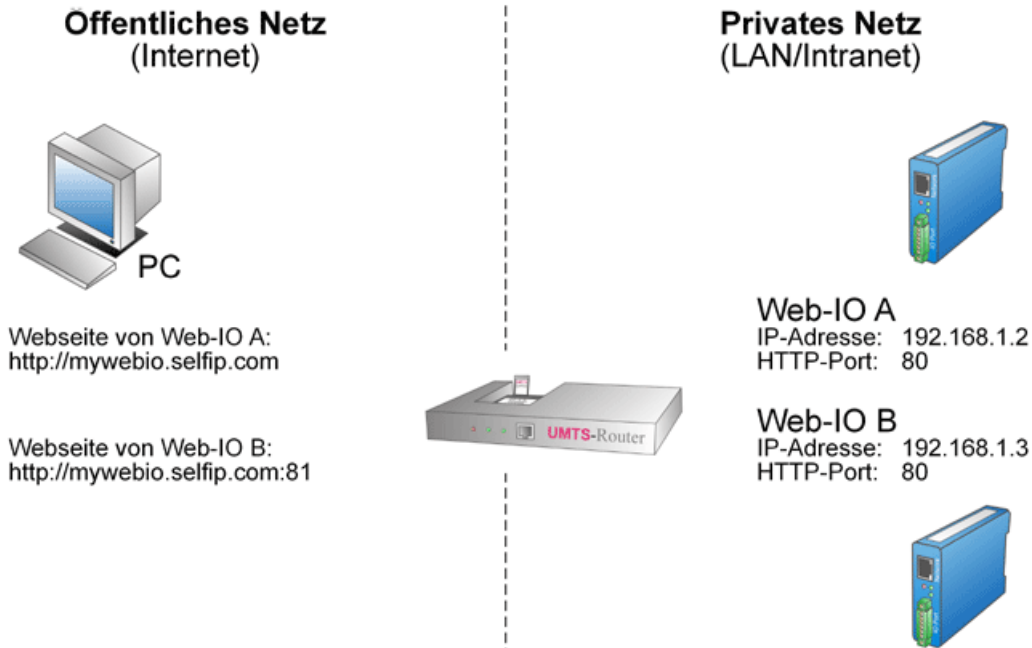 Öffentliches Netz
(Internet)
Privates Netz
(LAN/Intranet)
PC
Webseite von Web-IO A:
http://mywebio.selfip.com
Webseite von Web-IO B:
http://mywebio.selfip.com:81
UMTS-Router
Web-IO A
IP-Adresse: 192.168.1.2
HTTP-Port: 80
Web-IO B
IP-Adresse: 192.168.1.3
HTTP-Port: 80